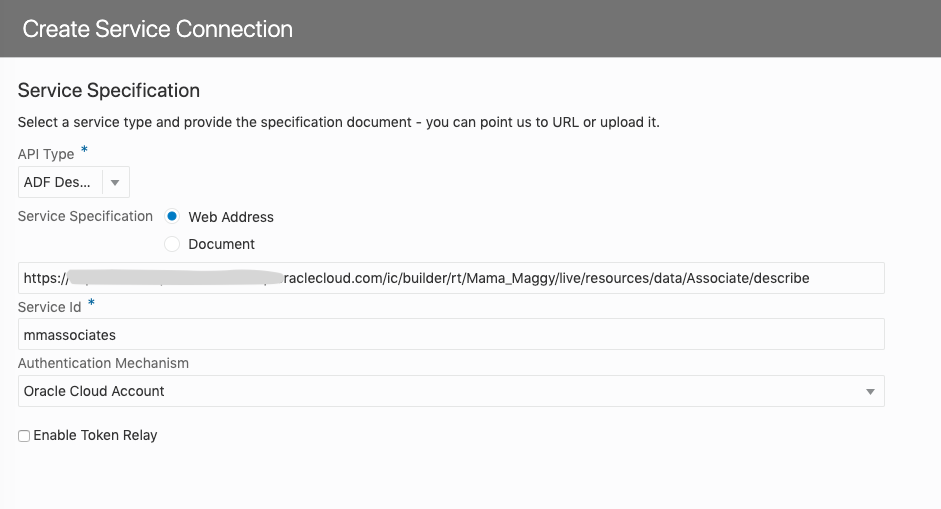 Create Service Connection
Service Specification
Select a service type and provide the specification document - you can point us to URL or upload it.
API Type *
ADF Des...
Service Specification Web Address
Document
https:// raclecloud.com/ic/builder/rt/Mama_Maggy/live/resources/data/Associate/describe
Service Id *
mmassociates
Authentication Mechanism
Oracle Cloud Account
Enable Token Relay